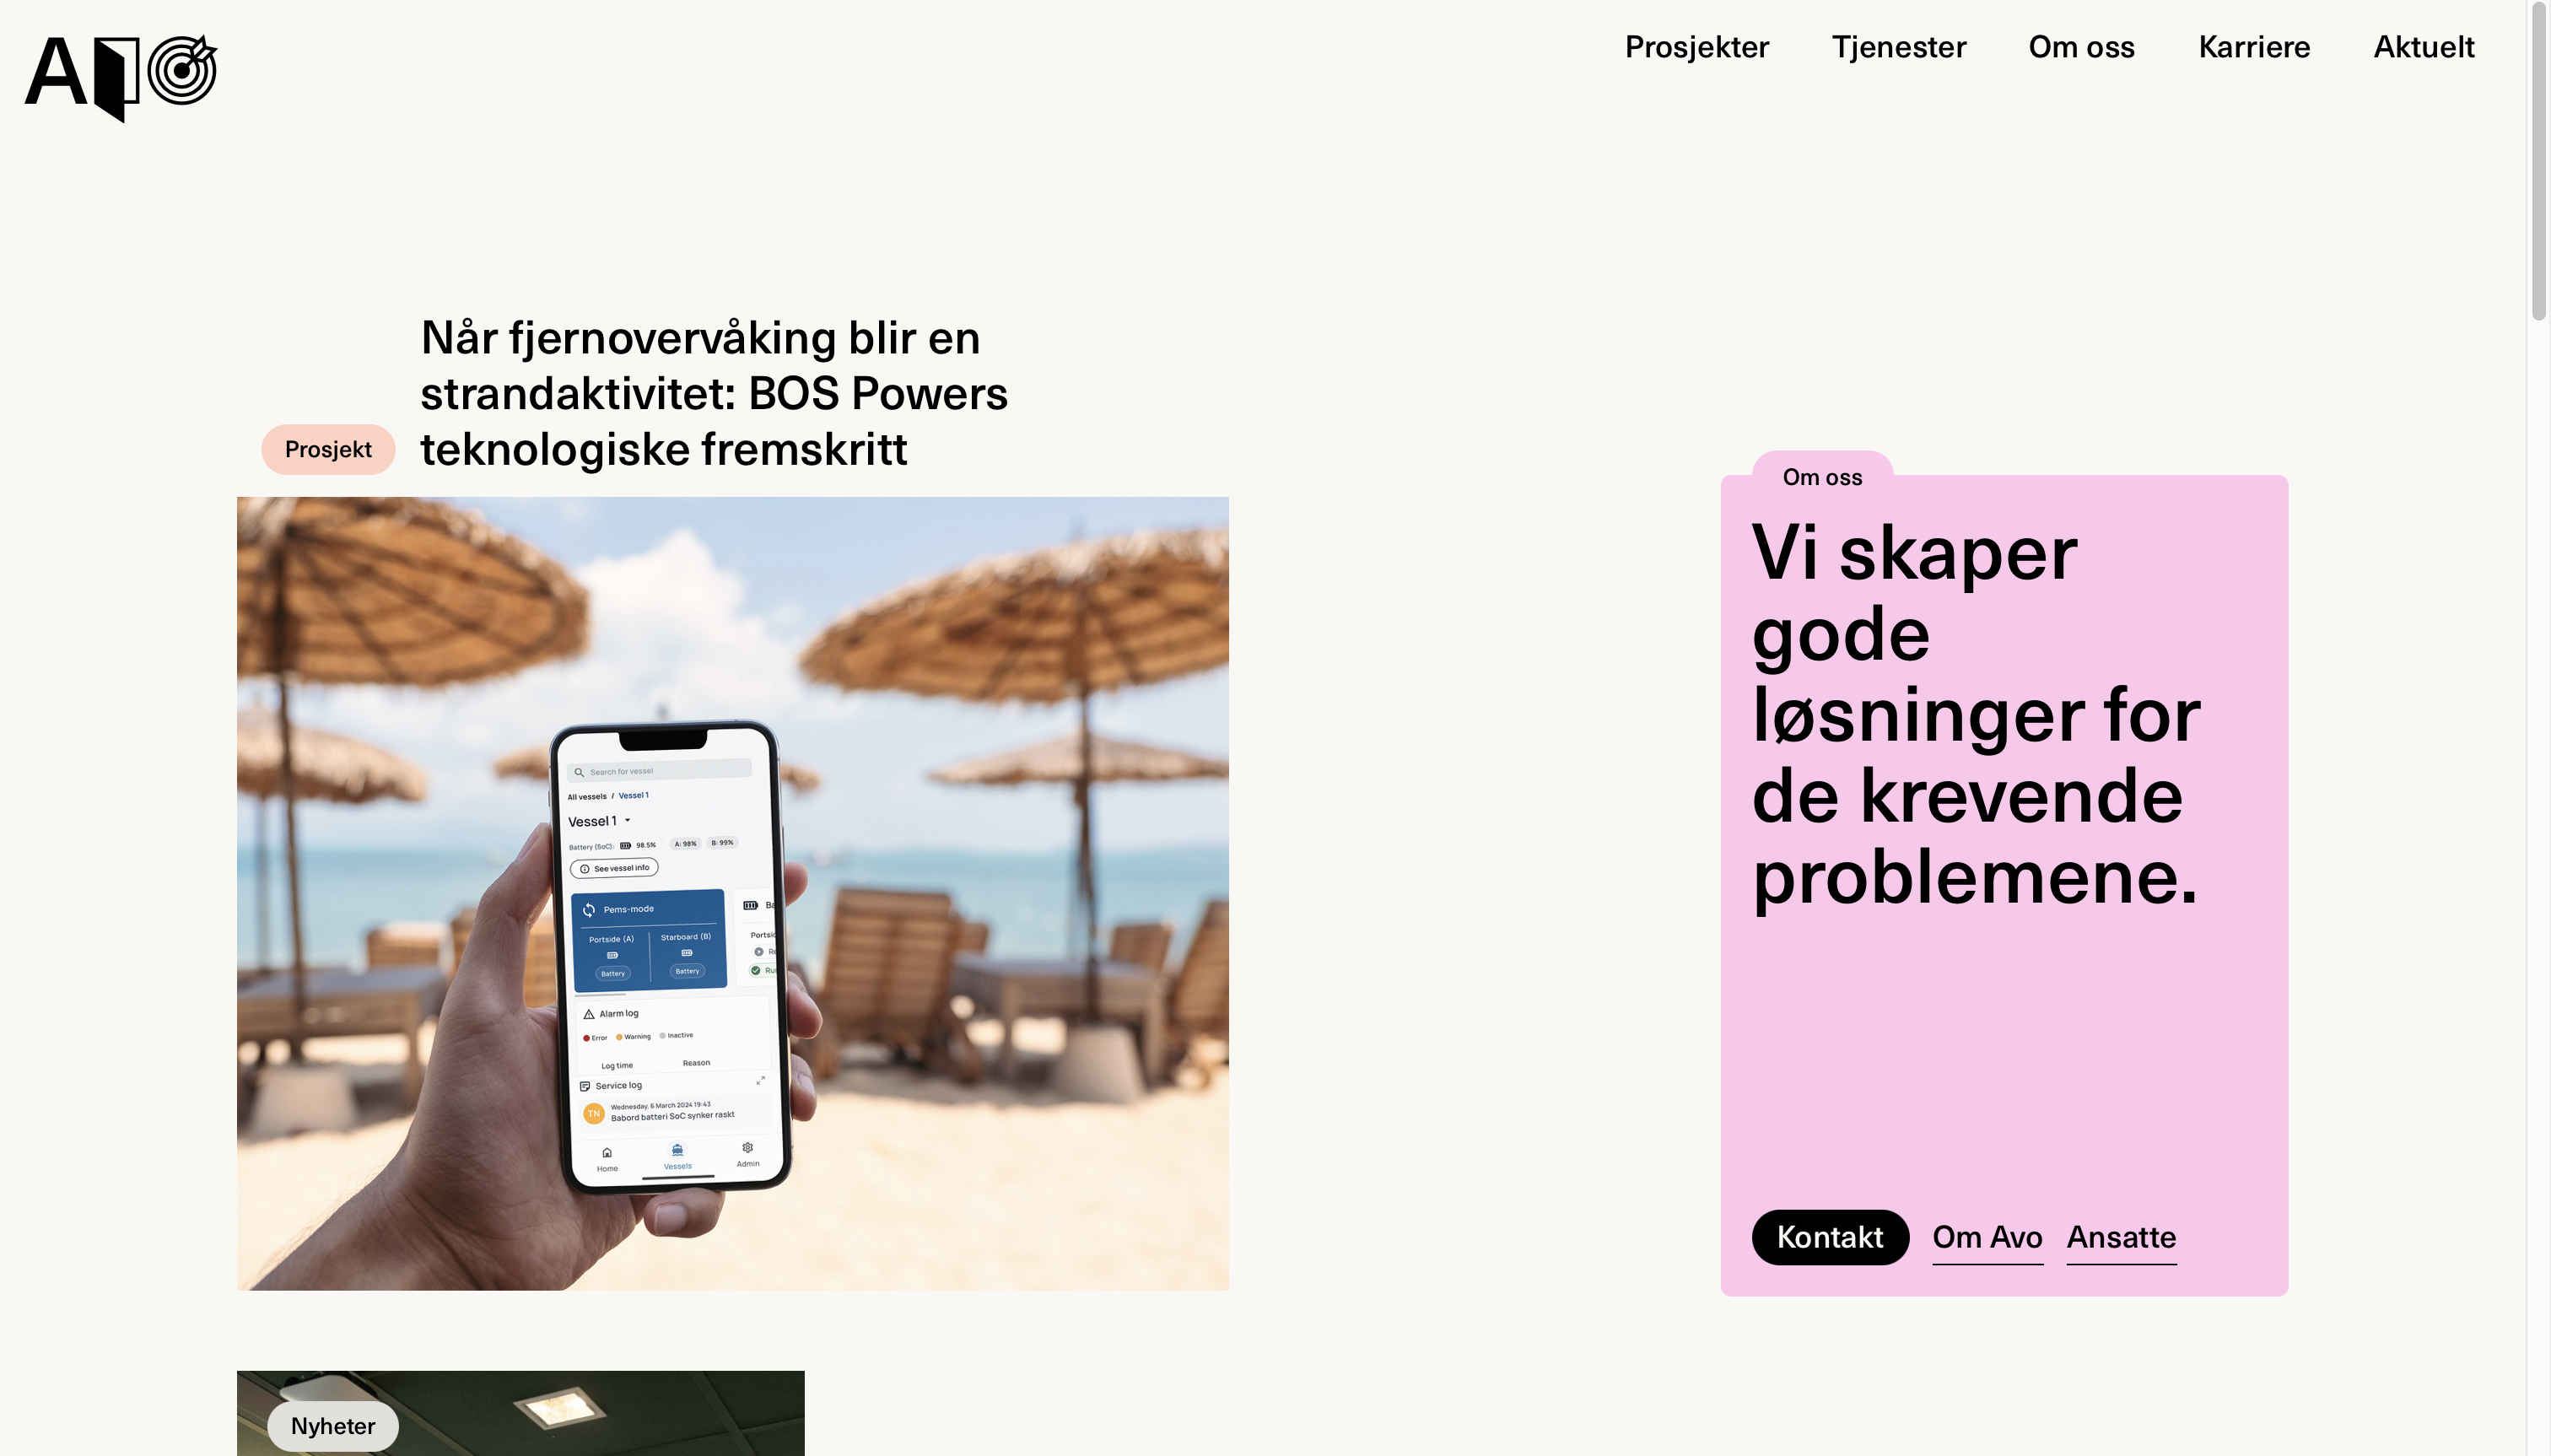 Prosjekter Tjenester Om oss Karriere Aktuelt
Når fjernovervåking blir en
strandaktivitet: BOS Powers
Prosjekt teknologiske fremskritt
Search for vessel
All vessels / Vessel 1
Vessel 1
Battery (SoC): 98.5% A: 98% B: 99%
See vessel info
Pems-mode
Portside (A) Starboard (B)
Battery Battery
Alarm log
Error Warning Inactive
Log time Reason
Service log
TN Wednesday, 6 March 2024 19:43
Babord batteri SoC synker raskt
Home Vessels Admin
Om oss
Vi skaper
gode
løsninger for
de krevende
problemene.
Kontakt Om Avo Ansatte
Nyheter